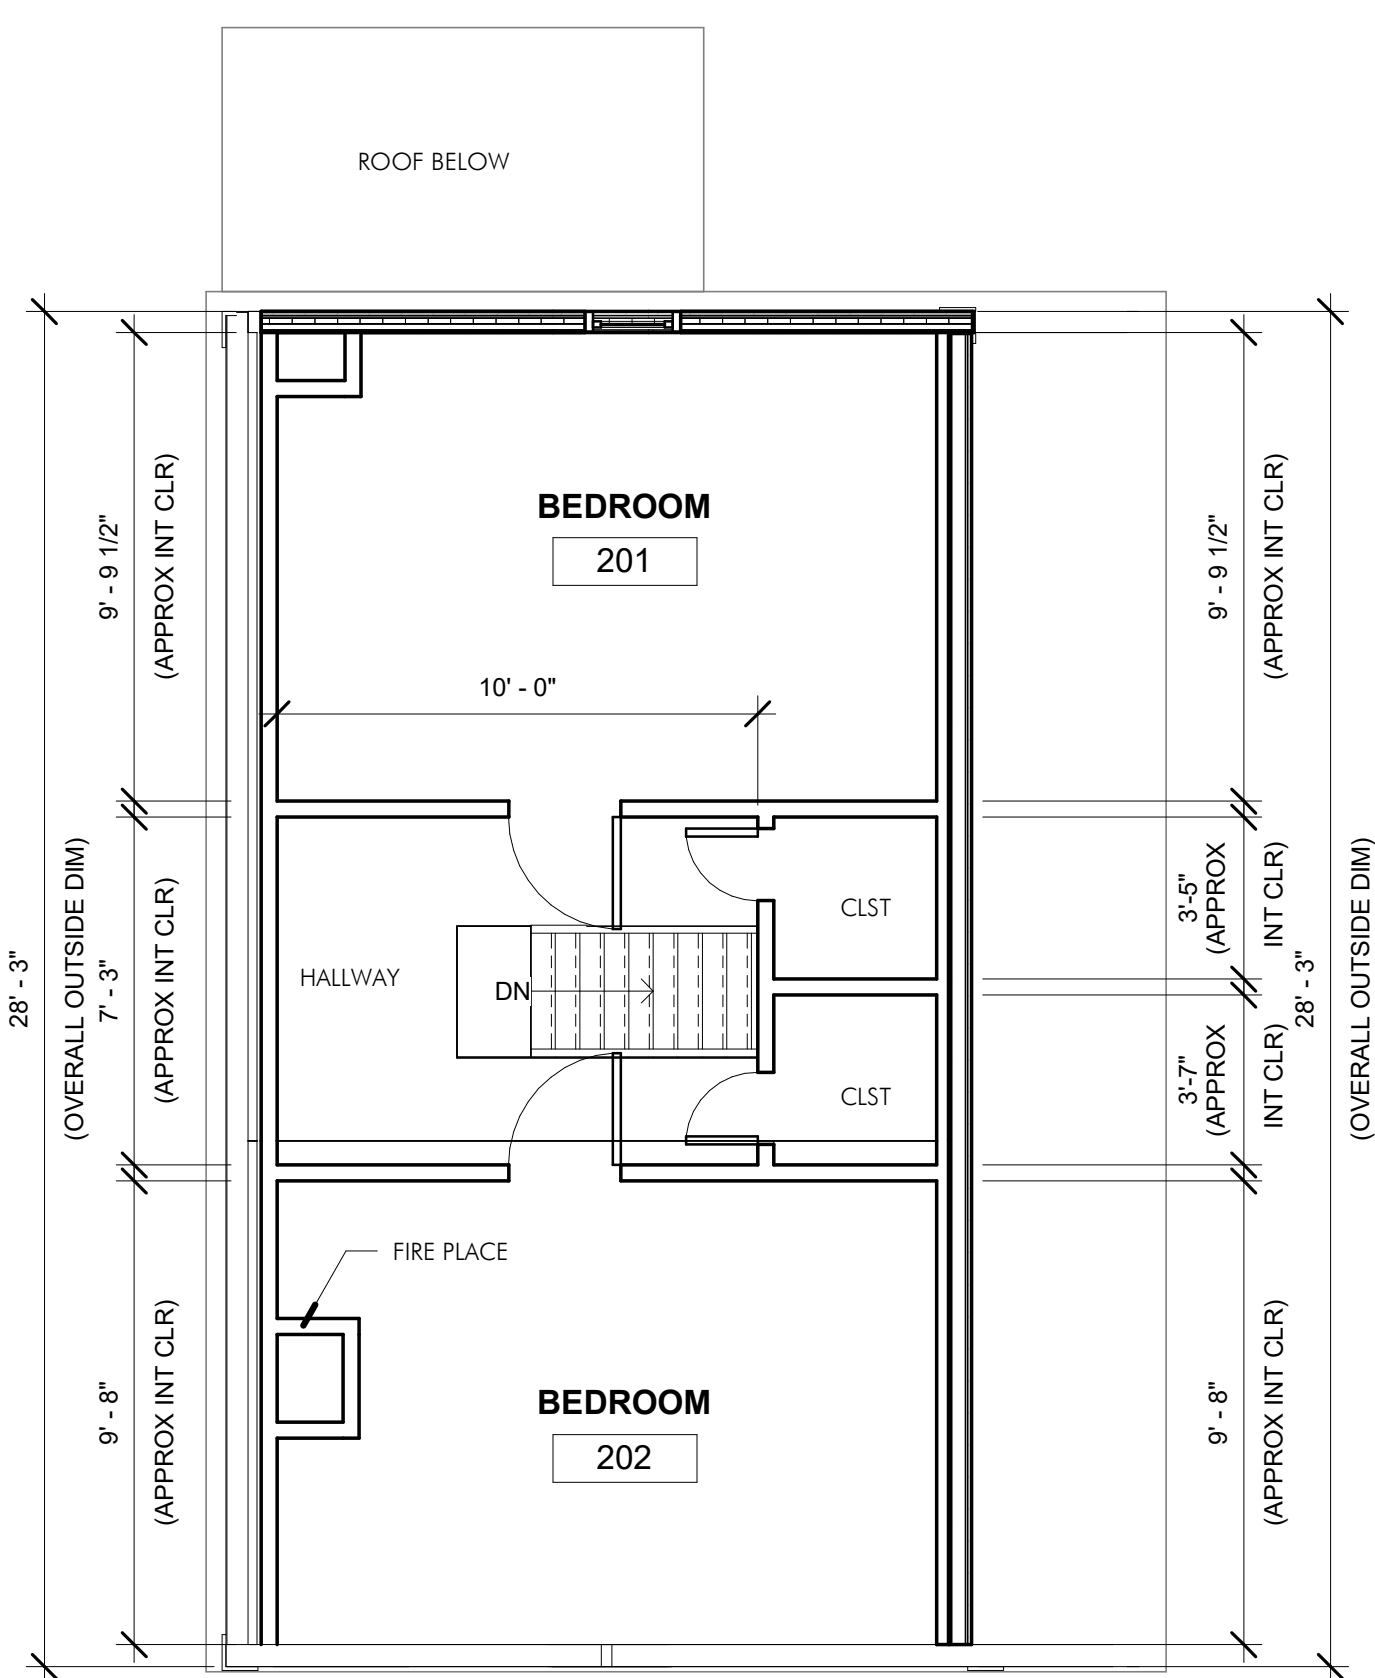 ROOF BELOW
9' - 9 1/2"
(APPROX INT CLR)
BEDROOM
201
9' - 9 1/2"
(APPROX INT CLR)
10' - 0"
28' - 3"
(OVERALL OUTSIDE DIM)
7' - 3"
(APPROX INT CLR)
HALLWAY
DN
CLST
CLST
3'-5"
(APPROX
INT CLR)
3'-7"
(APPROX
INT CLR)
28' - 3"
(OVERALL OUTSIDE DIM)
FIRE PLACE
9' - 8"
(APPROX INT CLR)
BEDROOM
202
9' - 8"
(APPROX INT CLR)